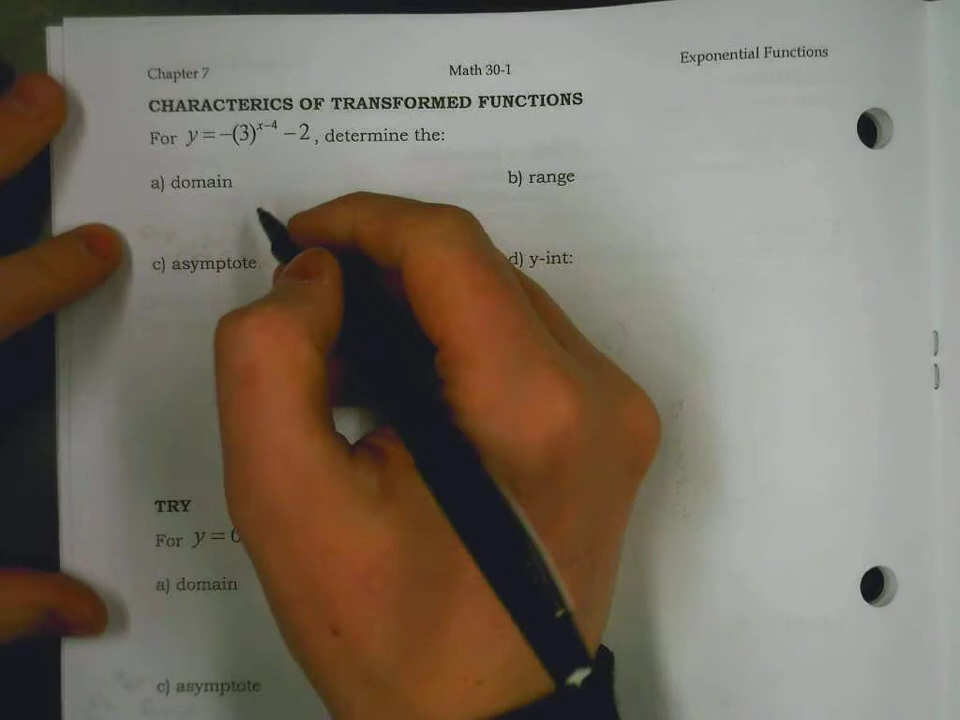 Chapter 7 Math 30-1 Exponential Functions
CHARACTERICS OF TRANSFORMED FUNCTIONS
For y = -(3)^{x-4} - 2, determine the:
a) domain b) range
c) asymptote d) y-int:
TRY
For y =
a) domain
c) asymptote